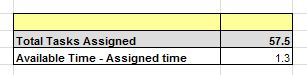 Total Tasks Assigned 57.5
Available Time - Assigned time 1.3